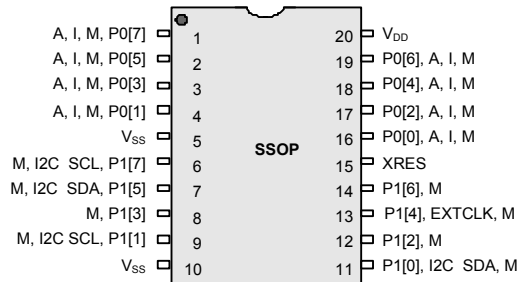 A, I, M, P0[7] 1 20 VDD
A, I, M, P0[5] 2 19 P0[6], A, I, M
A, I, M, P0[3] 3 18 P0[4], A, I, M
A, I, M, P0[1] 4 17 P0[2], A, I, M
VSS 5 16 P0[0], A, I, M
SSOP
M, I2C SCL, P1[7] 6 15 XRES
M, I2C SDA, P1[5] 7 14 P1[6], M
M, P1[3] 8 13 P1[4], EXTCLK, M
M, I2C SCL, P1[1] 9 12 P1[2], M
VSS 10 11 P1[0], I2C SDA, M